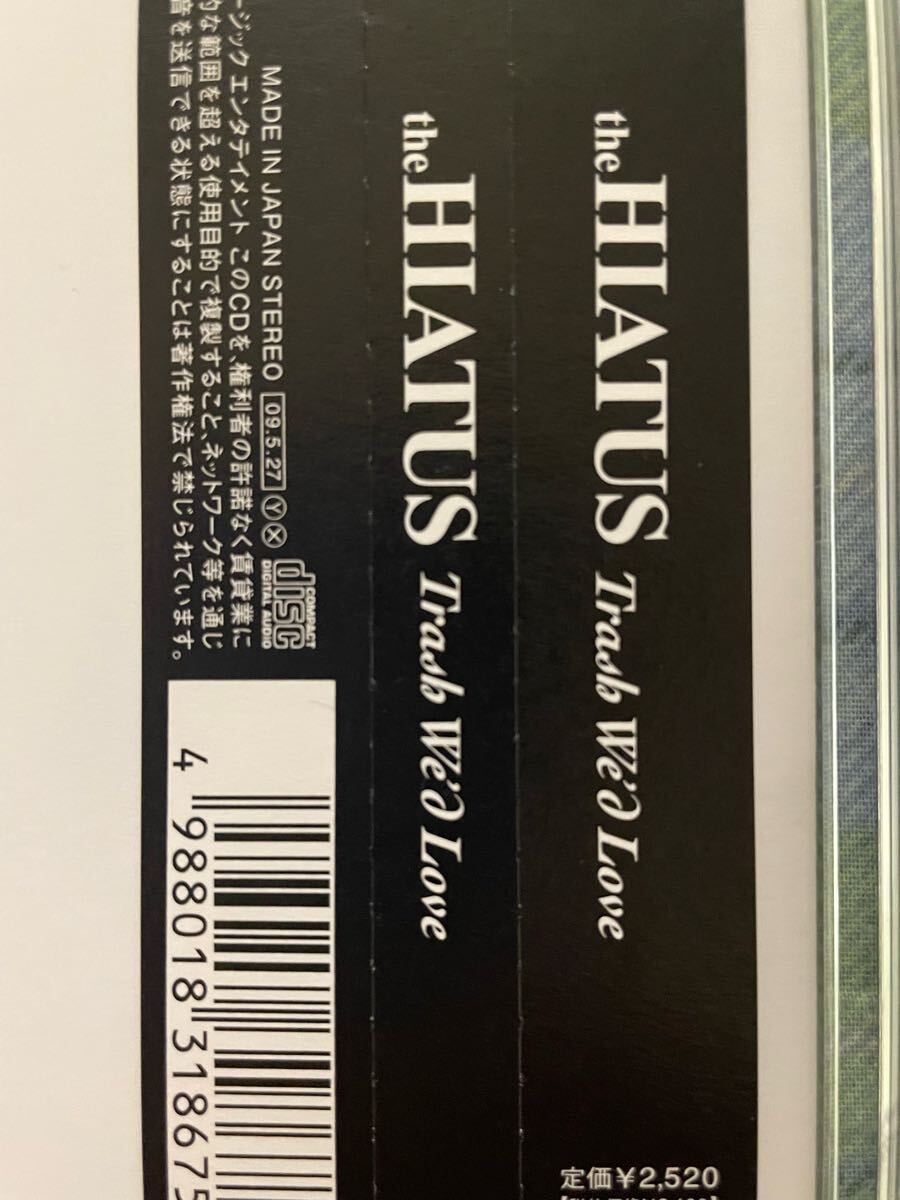 the HIATUS Trash We'd Love
定価¥2,520
the HIATUS Trash We'd Love
COMPACT
disc
DIGITAL AUDIO
MADE IN JAPAN STEREO 09.5.27 Ⓨ Ⓧ
ージック エンタテイメント このCDを、権利者の許諾なく賃貸業に
的な範囲を超える使用目的で複製すること、ネットワーク等を通じ
音を送信できる状態にすることは著作権法で禁じられています。
4 988018 318675